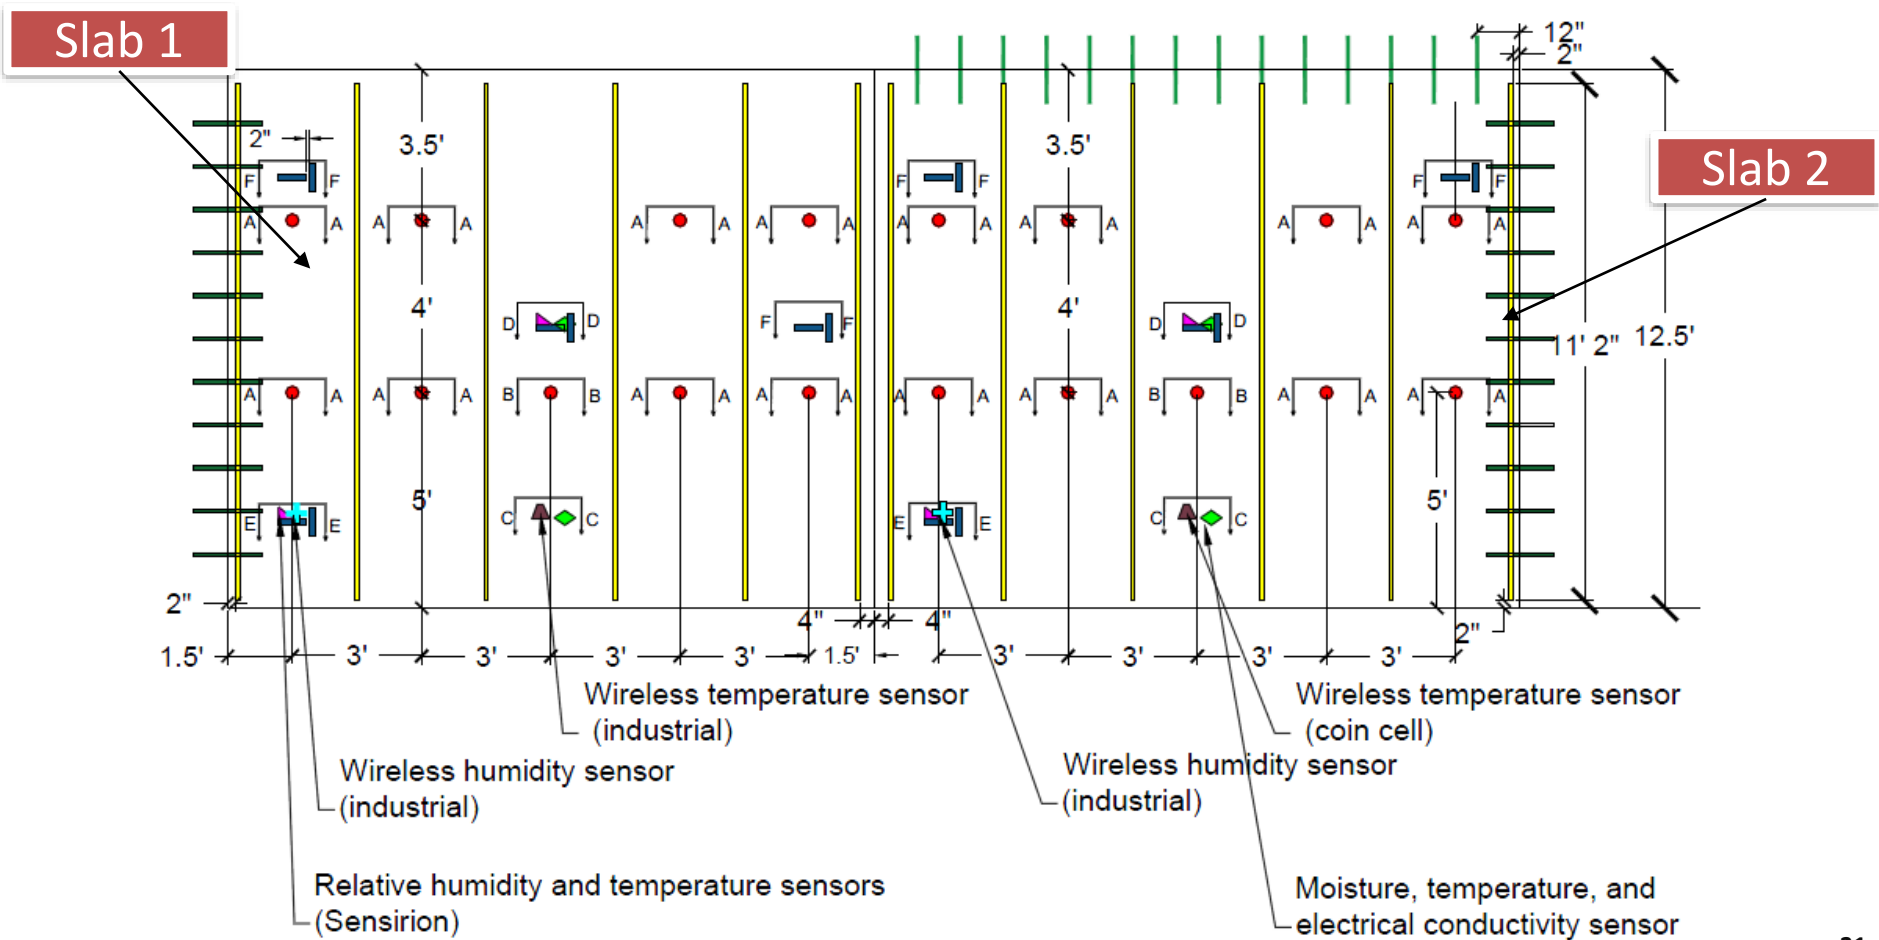 Slab 1
12"
2"
2"
3.5'
3.5'
Slab 2
F F F F F F
A A A A A A A A A A A A A A A A
4' 4'
D D F F D D
11' 2" 12.5'
A A A A B B A A A A A A A A B B A A A A
5' 5'
E E C C E E C C
2" 4" 4" 2"
1.5' 3' 3' 3' 3' 1.5' 3' 3' 3' 3'
Wireless temperature sensor
(industrial)
Wireless temperature sensor
(coin cell)
Wireless humidity sensor
(industrial)
Wireless humidity sensor
(industrial)
Relative humidity and temperature sensors
(Sensirion)
Moisture, temperature, and
electrical conductivity sensor